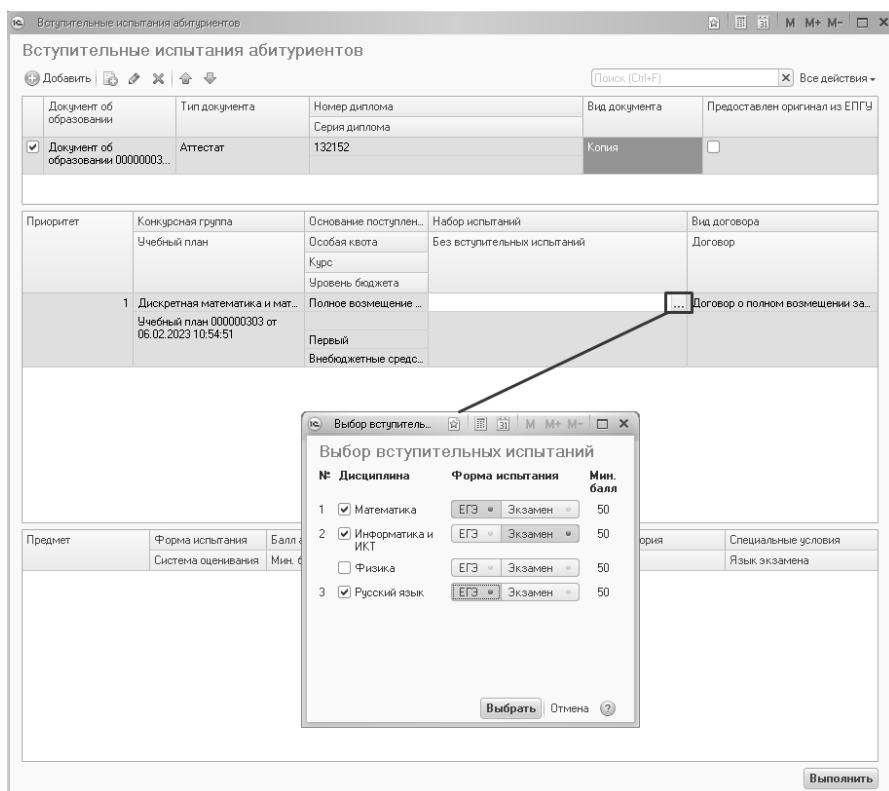 Вступительные испытания абитуриентов
M M+ M-
Вступительные испытания абитуриентов
Добавить
Поиск (Ctrl+F)
Все действия
Документ об образовании
Тип документа
Номер диплома
Серия диплома
Вид документа
Предоставлен оригинал из ЕПГУ
Документ об образовании 00000003...
Аттестат
132152
Копия
Приоритет
Конкурсная группа
Основание поступлен...
Набор испытаний
Вид договора
Учебный план
Особая квота
Без вступительных испытаний
Договор
Курс
Уровень бюджета
1
Дискретная математика и мат...
Полное возмещение ...
...
Договор о полном возмещении за...
Учебный план 000000303 от
06.02.2023 10:54:51
Первый
Внебюджетные средс...
Выбор вступитель...
31
M M+ M-
Выбор вступительных испытаний
№ Дисциплина Форма испытания Мин. балл
1 Математика ЕГЭ Экзамен 50
2 Информатика и ИКТ ЕГЭ Экзамен 50
Физика ЕГЭ Экзамен 50
3 Русский язык ЕГЭ Экзамен 50
Выбрать Отмена ?
Предмет
Форма испытания
Балл
Специальные условия
Система оценивания
Мин.
Язык экзамена
Выполнить